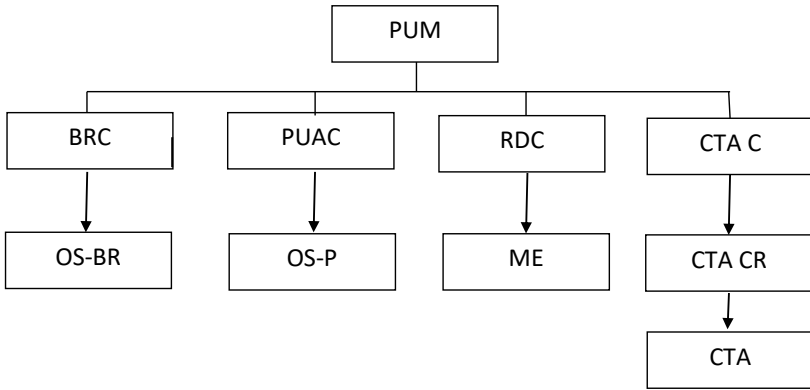 PUM
BRC
PUAC
RDC
CTA C
OS-BR
OS-P
ME
CTA CR
CTA